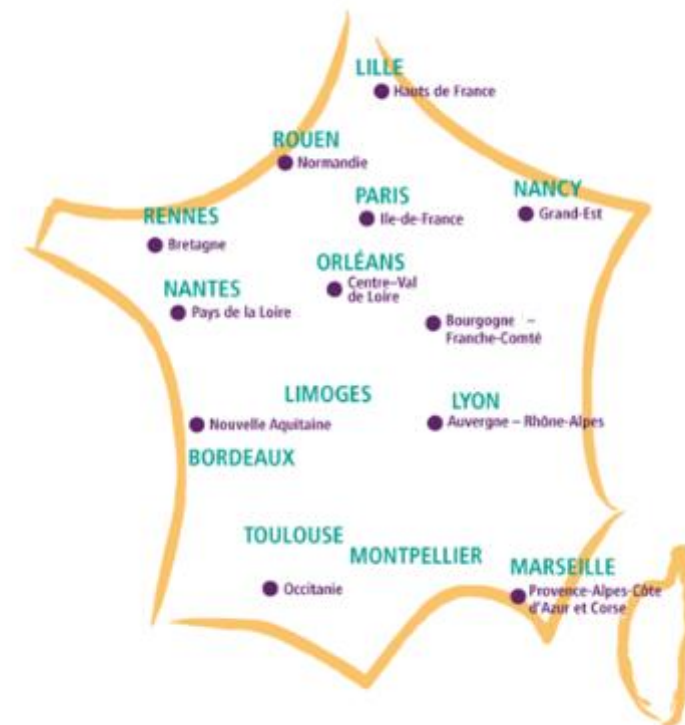 LILLE
Hauts de France
ROUEN
Normandie
PARIS
Ile-de-France
NANCY
Grand-Est
RENNES
Bretagne
ORLÉANS
Centre–Val
de Loire
NANTES
Pays de la Loire
Bourgogne –
Franche-Comté
LIMOGES
LYON
Nouvelle Aquitaine
Auvergne – Rhône-Alpes
BORDEAUX
TOULOUSE
MONTPELLIER
MARSEILLE
Occitanie
Provence-Alpes-Côte
d'Azur et Corse